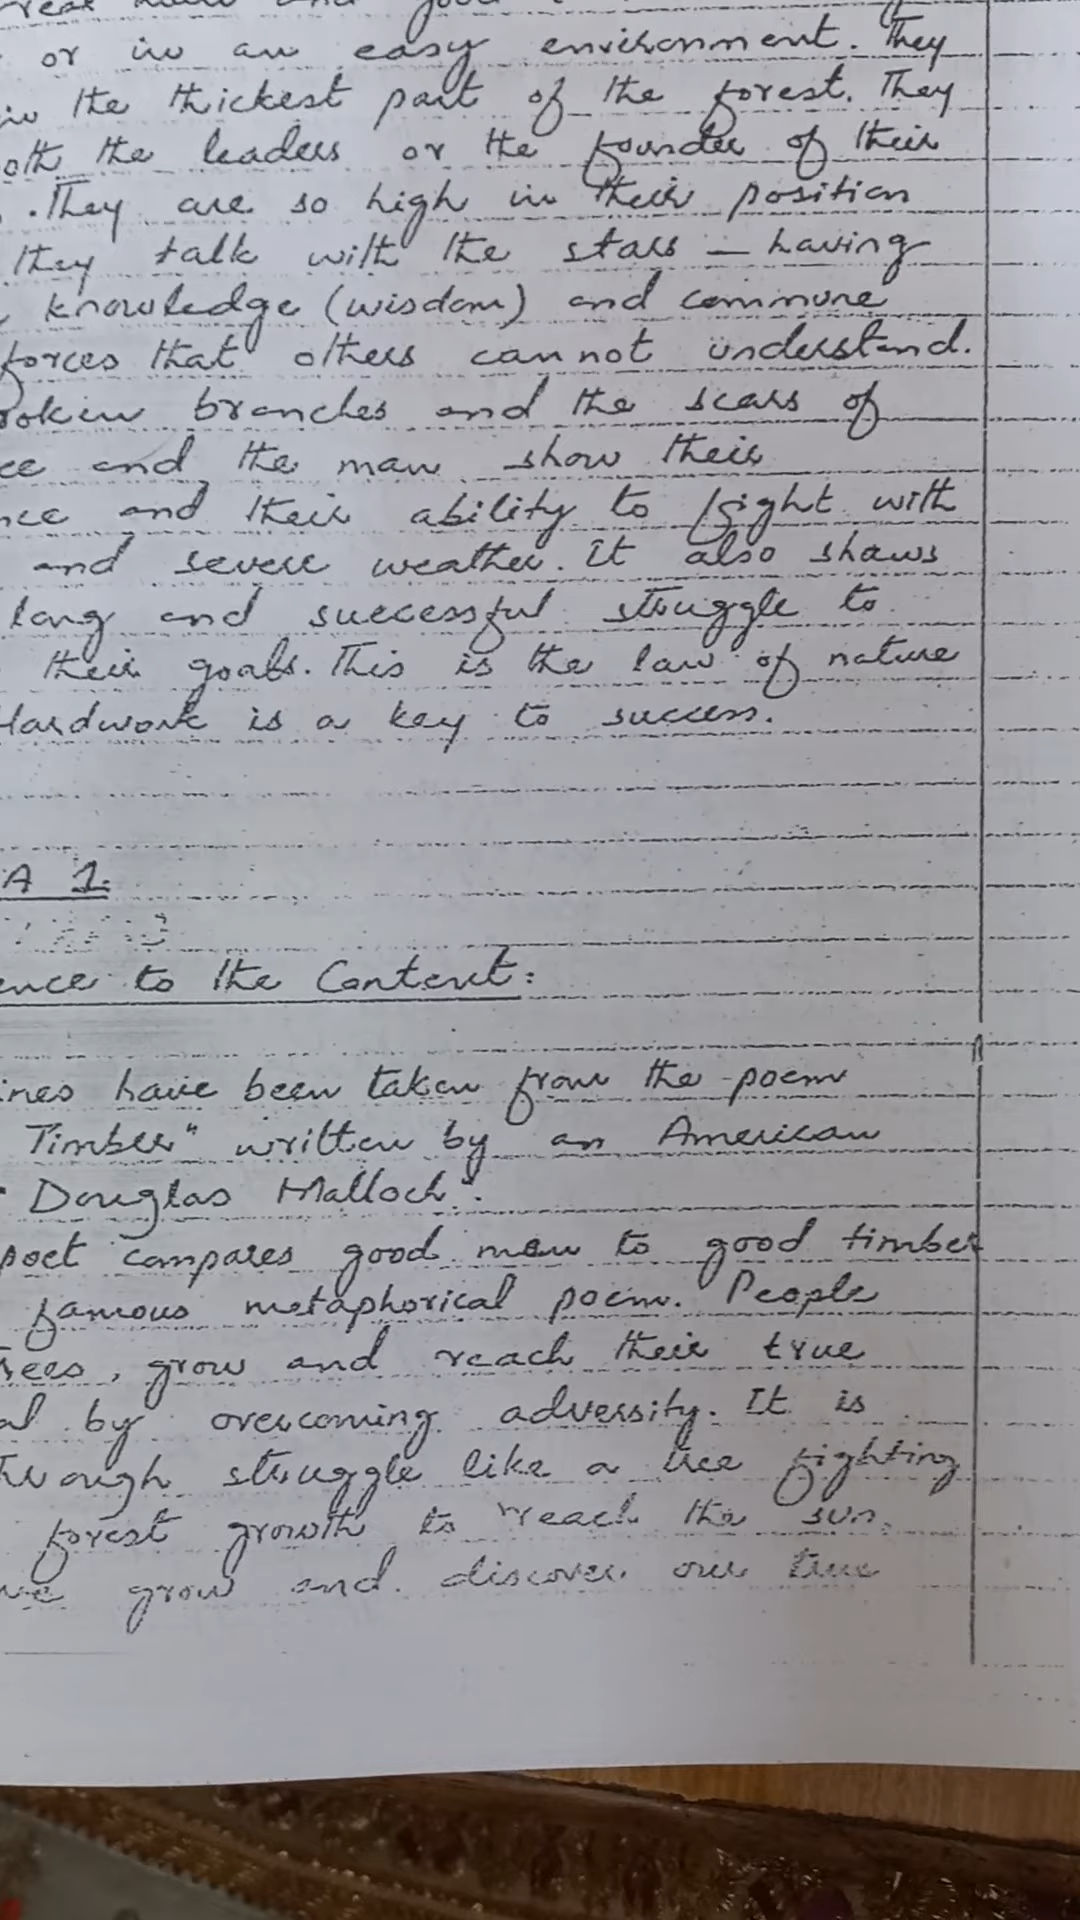 or in an easy environment. They
in the thickest part of the forest. They
the leaders or the founder of their
. They are so high in their position
they talk with the stars — having
knowledge (wisdom) and commune
forces that others cannot understand.
branches and the scars of
and the man show their
and their ability to fight with
and severe weather. It also shows
long and successful struggle to
their goals. This is the law of nature
Hardwork is a key to success.
A 1.
to the Context:
have been taken from the poem
Timber" written by an American
" Douglas Malloch".
poet compares good men to good timber
famous metaphorical poem. People
, grow and reach their true
by overcoming adversity. It is
through struggle like a tree fighting
forest growth to reach the sun.
we grow and discover our true